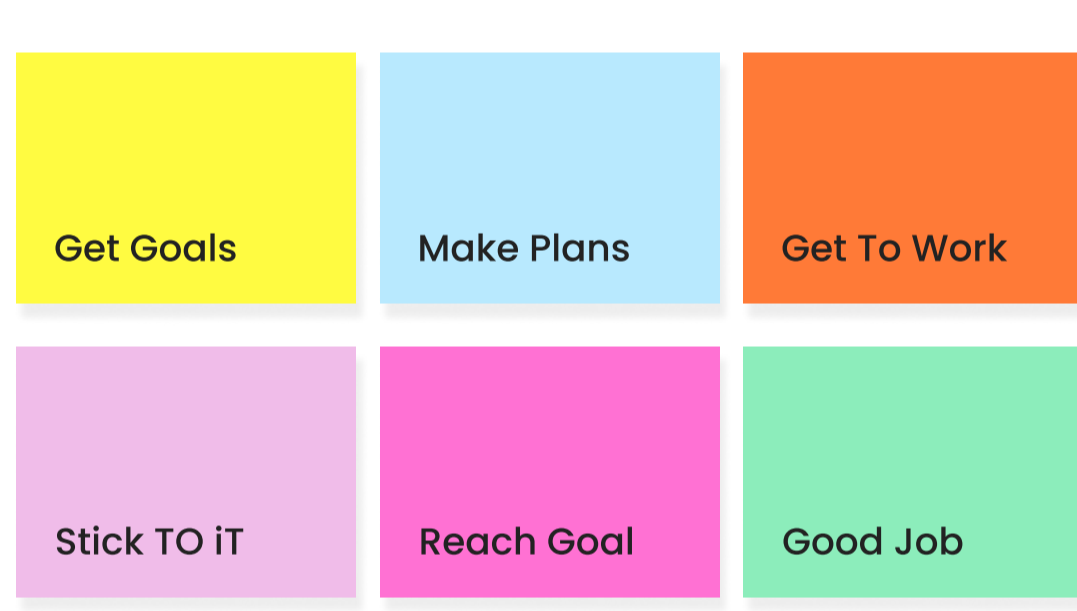 Get Goals
Make Plans
Get To Work
Stick TO iT
Reach Goal
Good Job